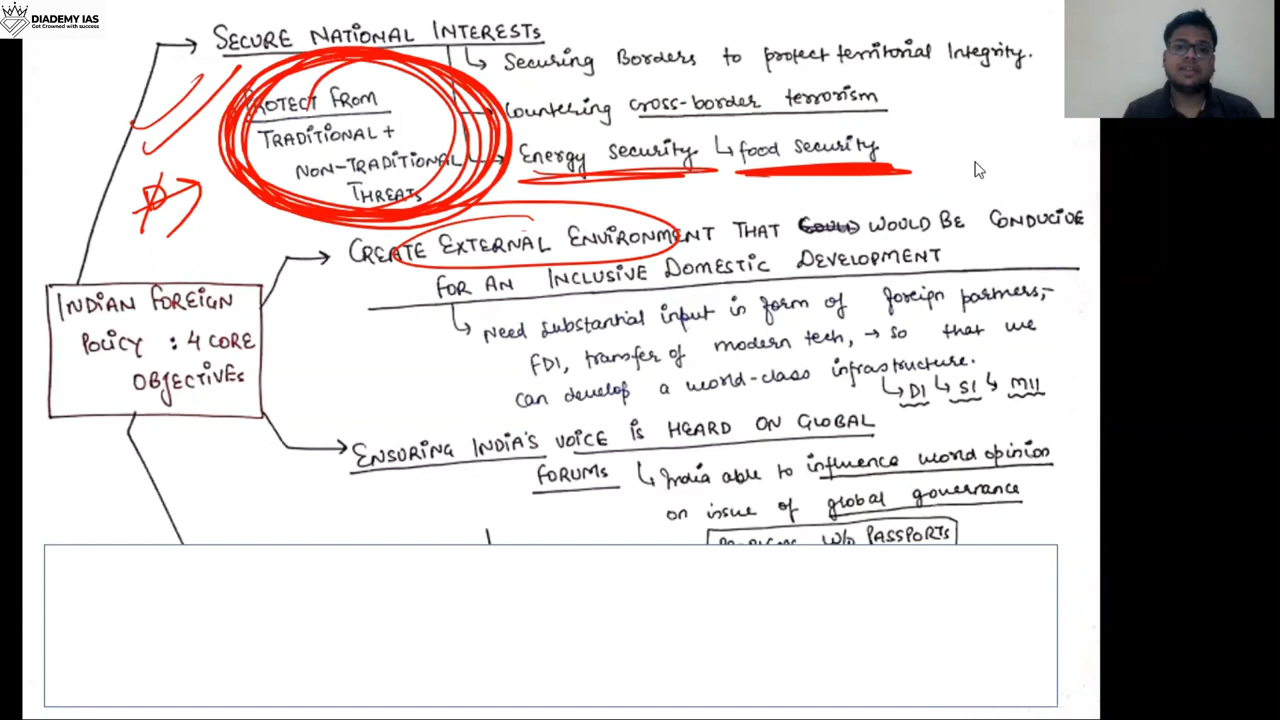 DIADEMY IAS
Get Crowned with success
SECURE NATIONAL INTERESTS
↳ Securing Borders to protect territorial Integrity.
PROTECT FROM
TRADITIONAL +
NON-TRADITIONAL
THREATS
Countering cross-border terrorism
Energy security ↳ food security
CREATE EXTERNAL ENVIRONMENT THAT WOULD BE CONDUCIVE
FOR AN INCLUSIVE DOMESTIC DEVELOPMENT
↳ Need substantial input in form of foreign partners,
FDI, transfer of modern tech, → so that we
can develop a world-class infrastructure.
↳ DI ↳ SI ↳ MII
INDIAN FOREIGN
POLICY : 4 CORE
OBJECTIVES
ENSURING INDIA'S VOICE IS HEARD ON GLOBAL
FORUMS ↳ India able to influence world opinion
on issue of global governance
W/o PASSPORTS